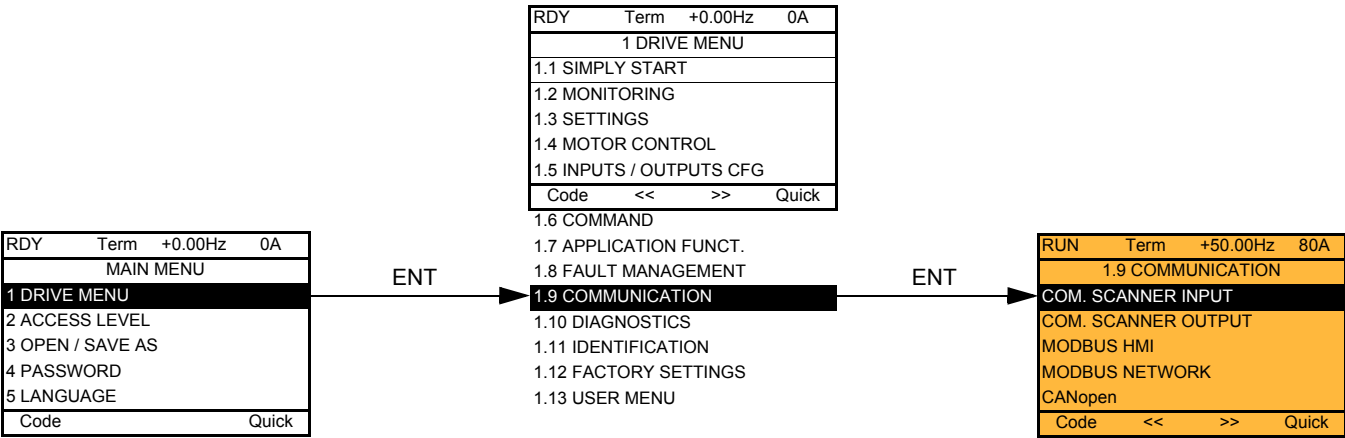 RDY Term +0.00Hz 0A
MAIN MENU
1 DRIVE MENU
2 ACCESS LEVEL
3 OPEN / SAVE AS
4 PASSWORD
5 LANGUAGE
Code Quick
ENT
RDY Term +0.00Hz 0A
1 DRIVE MENU
1.1 SIMPLY START
1.2 MONITORING
1.3 SETTINGS
1.4 MOTOR CONTROL
1.5 INPUTS / OUTPUTS CFG
Code << >> Quick
1.6 COMMAND
1.7 APPLICATION FUNCT.
1.8 FAULT MANAGEMENT
1.9 COMMUNICATION
1.10 DIAGNOSTICS
1.11 IDENTIFICATION
1.12 FACTORY SETTINGS
1.13 USER MENU
ENT
RUN Term +50.00Hz 80A
1.9 COMMUNICATION
COM. SCANNER INPUT
COM. SCANNER OUTPUT
MODBUS HMI
MODBUS NETWORK
CANopen
Code << >> Quick